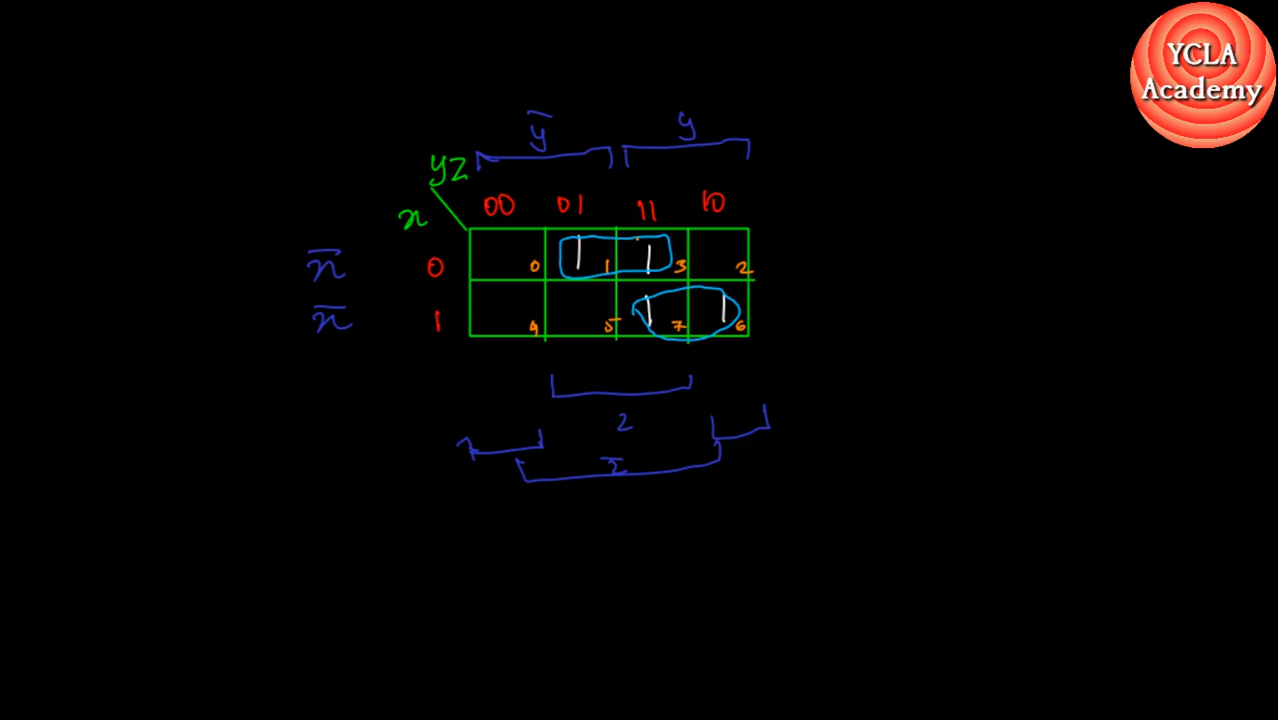 YCLA
Academy
y̅ y
yz
x 00 01 11 10
x̅ 0 0 1 1 1 3 2
x̅ 1 4 5 1 7 1 6
z
z̅